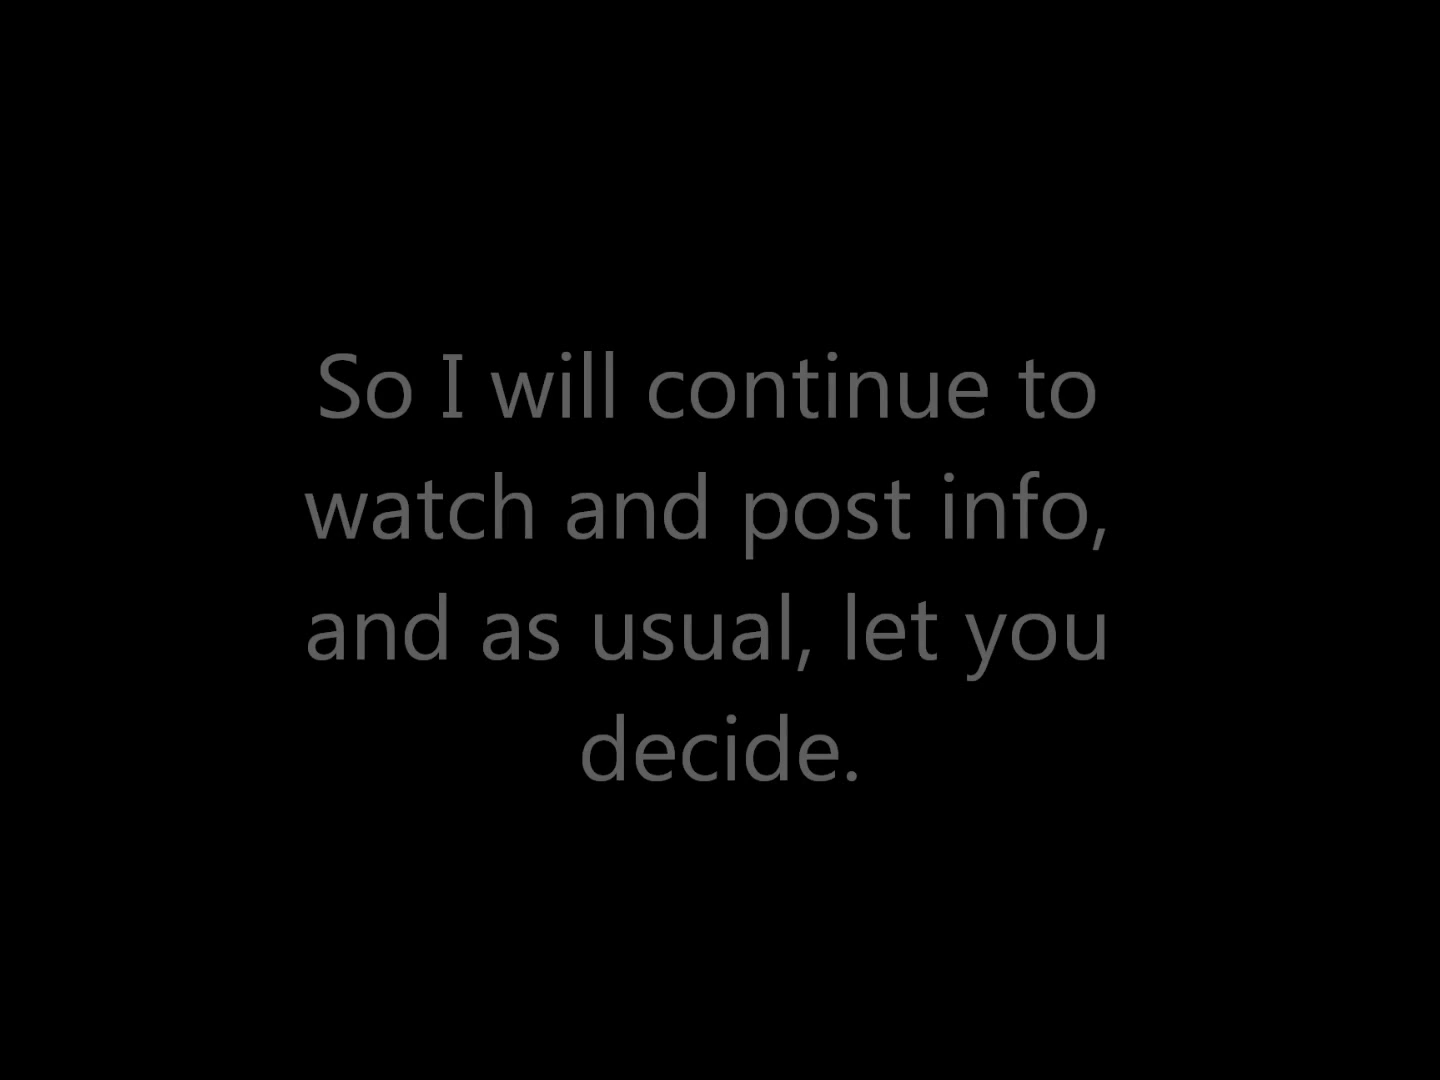 So I will continue to
watch and post info,
and as usual, let you
decide.